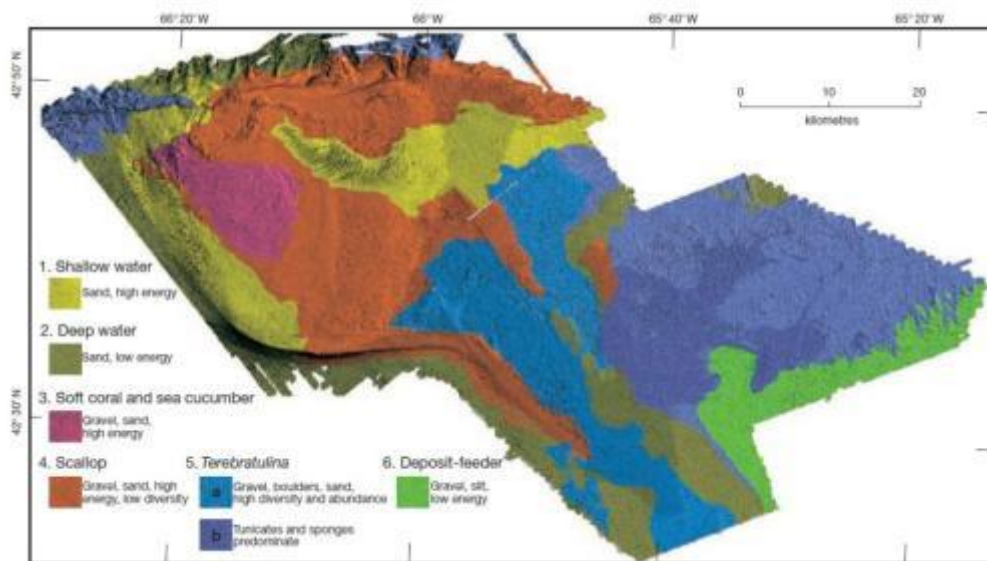 66°20'W
66°W
65°40'W
65°20'W
42°50'N
0 10 20
kilometres
1. Shallow water
Sand, high energy
2. Deep water
Sand, low energy
42°30'N
3. Soft coral and sea cucumber
Gravel, sand,
high energy
4. Scallop
Gravel, sand, high
energy, low diversity
5. Terebratulina
a
Gravel, boulders, sand,
high diversity and abundance
b
Tunicates and sponges
predominate
6. Deposit-feeder
Gravel, silt,
low energy